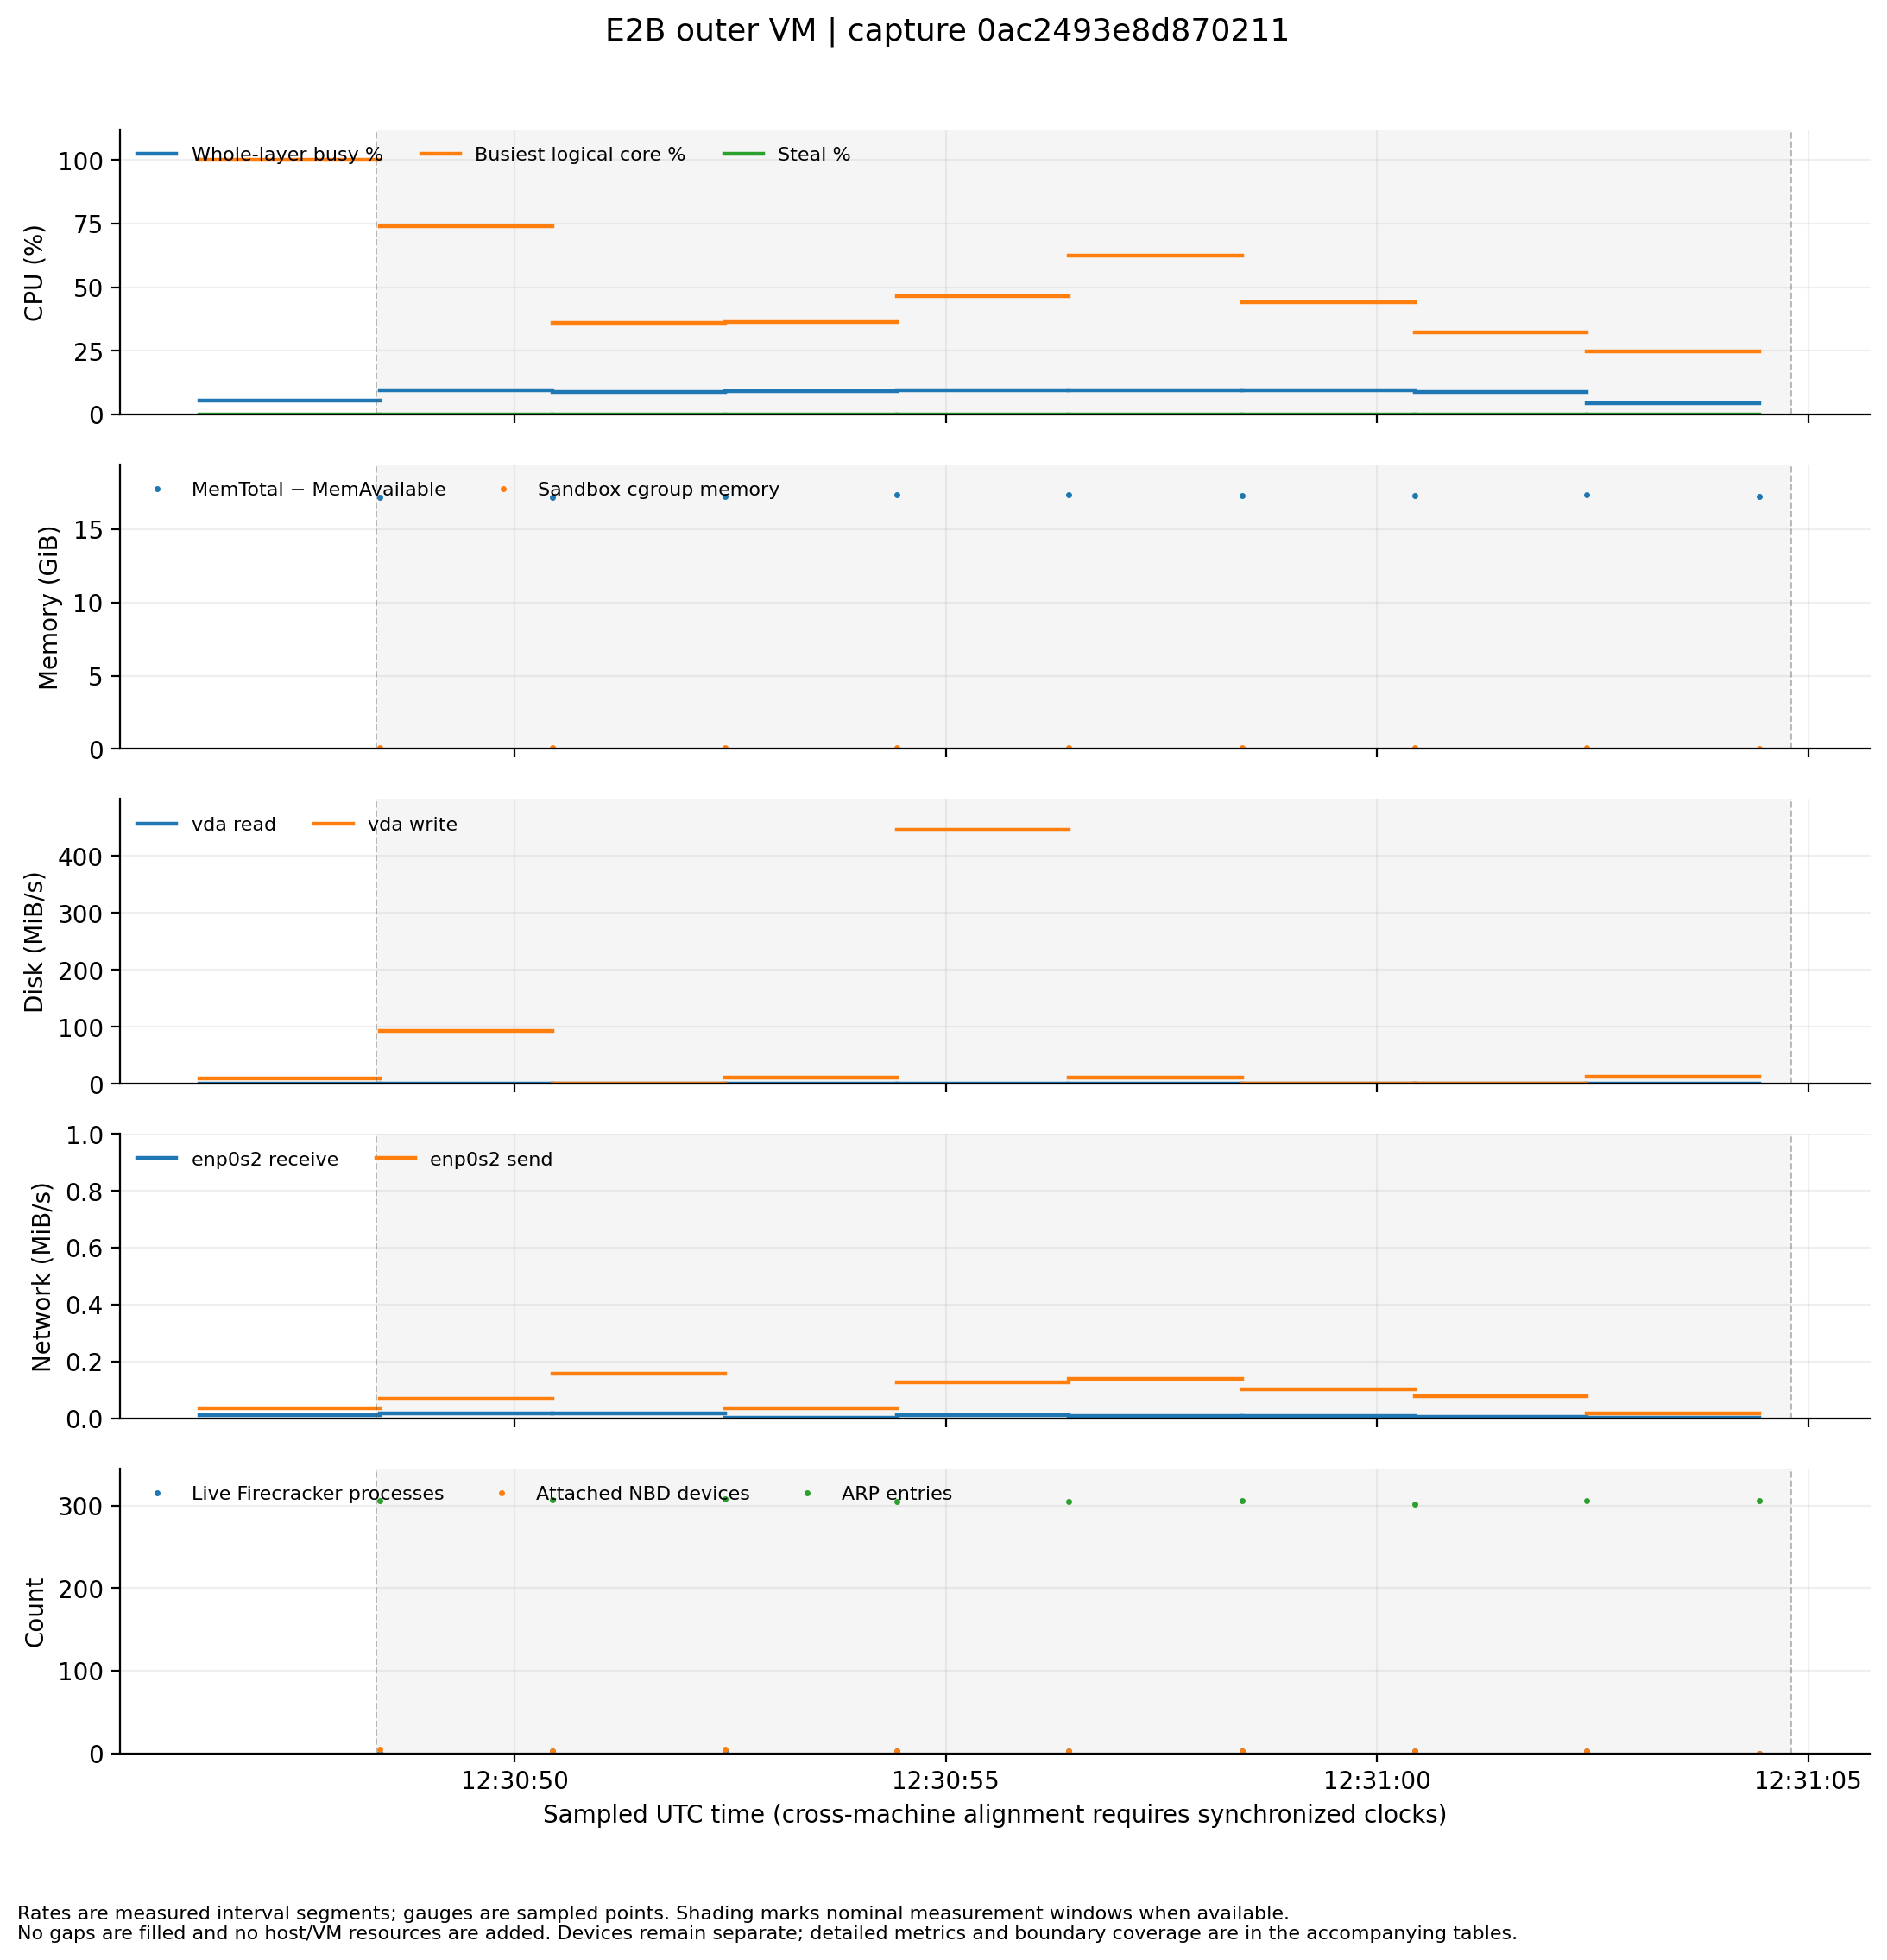 E2B outer VM | capture 0ac2493e8d870211
Whole-layer busy % Busiest logical core % Steal %
100
75
50
25
0
CPU (%)
MemTotal − MemAvailable Sandbox cgroup memory
15
10
5
0
Memory (GiB)
vda read vda write
400
300
200
100
0
Disk (MiB/s)
1.0
enp0s2 receive enp0s2 send
0.8
0.6
0.4
0.2
0.0
Network (MiB/s)
Live Firecracker processes Attached NBD devices ARP entries
300
200
100
0
Count
12:30:50 12:30:55 12:31:00 12:31:05
Sampled UTC time (cross-machine alignment requires synchronized clocks)
Rates are measured interval segments; gauges are sampled points. Shading marks nominal measurement windows when available.
No gaps are filled and no host/VM resources are added. Devices remain separate; detailed metrics and boundary coverage are in the accompanying tables.